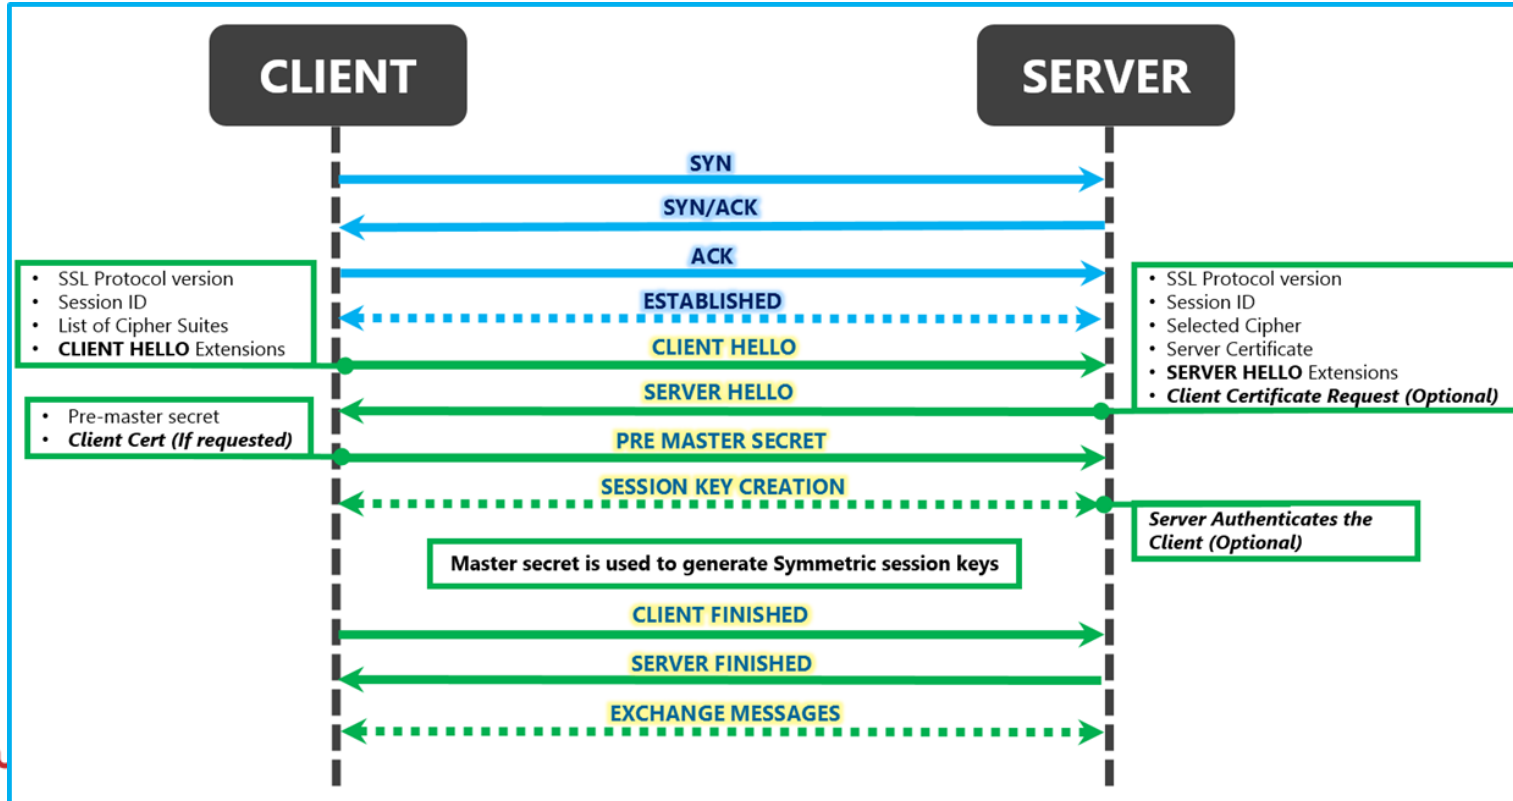 CLIENT
SERVER
SYN
SYN/ACK
ACK
• SSL Protocol version
• Session ID
• List of Cipher Suites
• CLIENT HELLO Extensions
• SSL Protocol version
• Session ID
• Selected Cipher
• Server Certificate
• SERVER HELLO Extensions
• Client Certificate Request (Optional)
ESTABLISHED
CLIENT HELLO
SERVER HELLO
• Pre-master secret
• Client Cert (If requested)
PRE MASTER SECRET
SESSION KEY CREATION
Server Authenticates the
Client (Optional)
Master secret is used to generate Symmetric session keys
CLIENT FINISHED
SERVER FINISHED
EXCHANGE MESSAGES